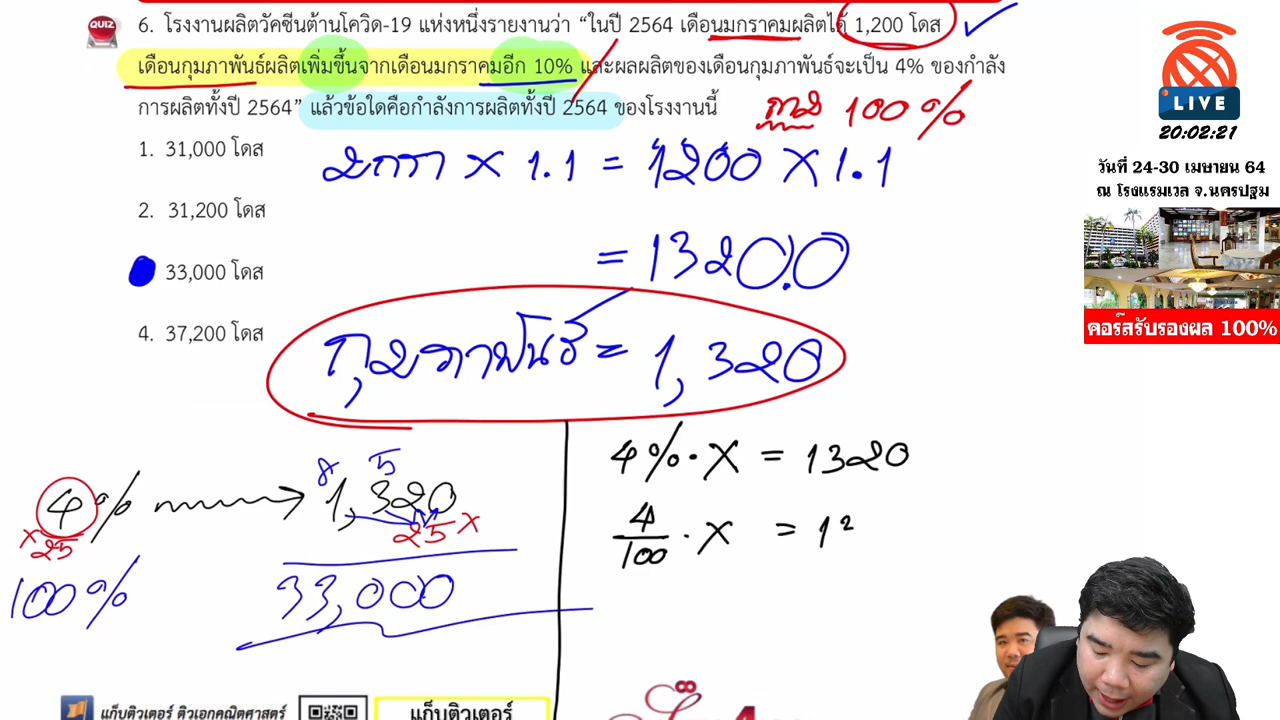 QUIZ
6. โรงงานผลิตวัคซีนต้านโควิด-19 แห่งหนึ่งรายงานว่า “ในปี 2564 เดือนมกราคมผลิตได้ 1,200 โดส
เดือนกุมภาพันธ์ผลิตเพิ่มขึ้นจากเดือนมกราคมอีก 10% และผลผลิตของเดือนกุมภาพันธ์จะเป็น 4% ของกำลัง
การผลิตทั้งปี 2564” แล้วข้อใดคือกำลังการผลิตทั้งปี 2564 ของโรงงานนี้
100%
1. 31,000 โดส
มกรา × 1.1 = 1200 × 1.1
2. 31,200 โดส
= 1320.0
3. 33,000 โดส
4. 37,200 โดส
กุมภาพันธ์ = 1,320
4% → 1,320
×25
25×
100%
33,000
4% · X = 1320
4/100 · X = 1
LIVE
20:02:21
วันที่ 24-30 เมษายน 64
ณ โรงแรมเวล จ.นครปฐม
คอร์สรับรองผล 100%
แก็บติวเตอร์ ติวเอกคณิตศาสตร์
แก็บติวเตอร์